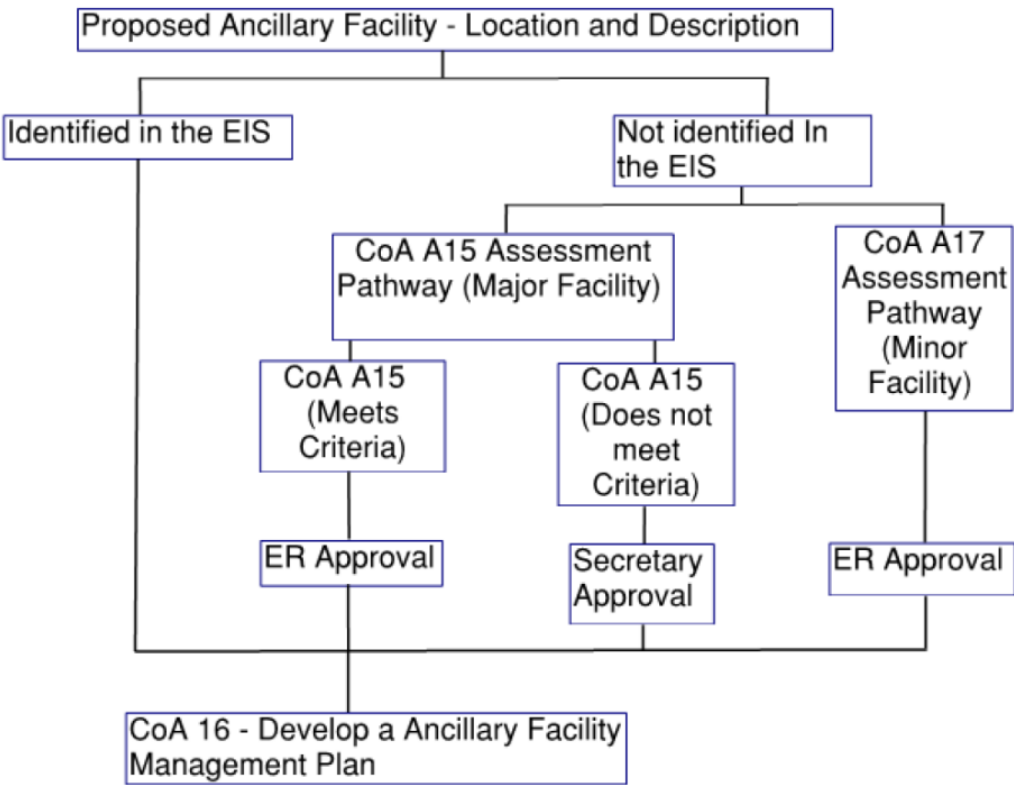 Proposed Ancillary Facility - Location and Description
Identified in the EIS
Not identified In
the EIS
CoA A15 Assessment
Pathway (Major Facility)
CoA A17
Assessment
Pathway
(Minor
Facility)
CoA A15
(Meets
Criteria)
CoA A15
(Does not
meet
Criteria)
ER Approval
Secretary
Approval
ER Approval
CoA 16 - Develop a Ancillary Facility
Management Plan